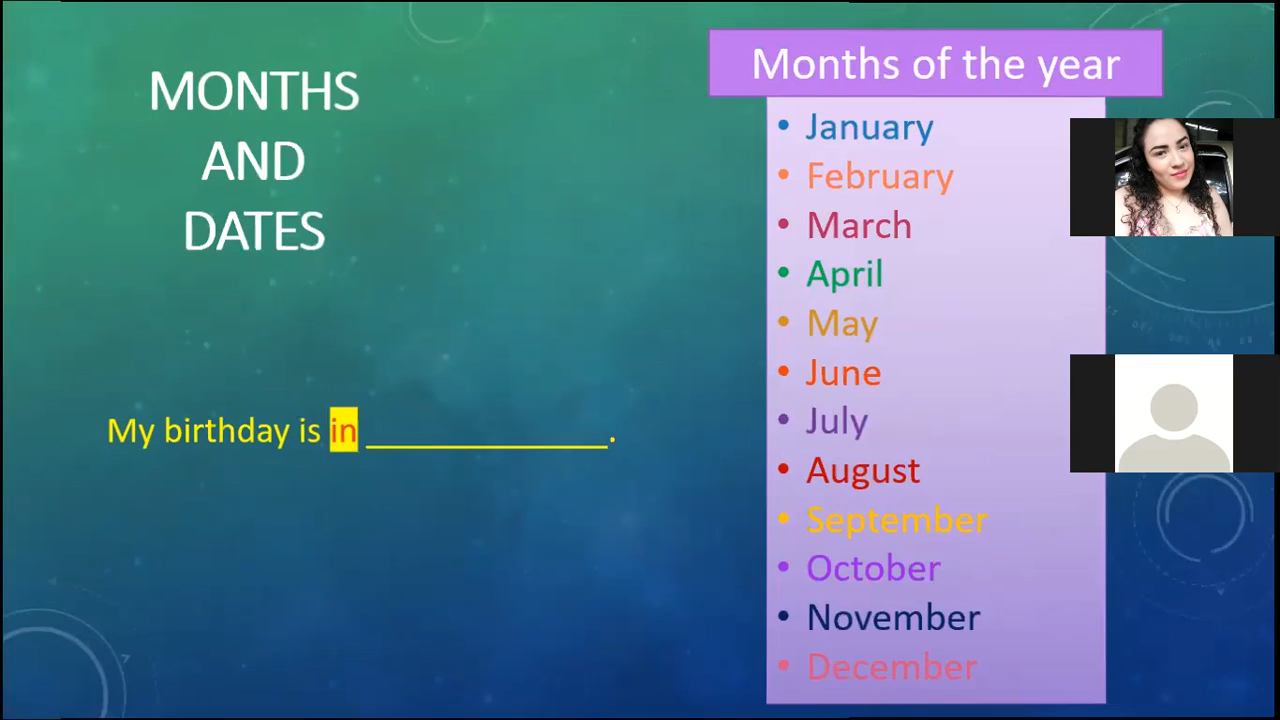 MONTHS
AND
DATES
My birthday is in _____________.
Months of the year
• January
• February
• March
• April
• May
• June
• July
• August
• September
• October
• November
• December